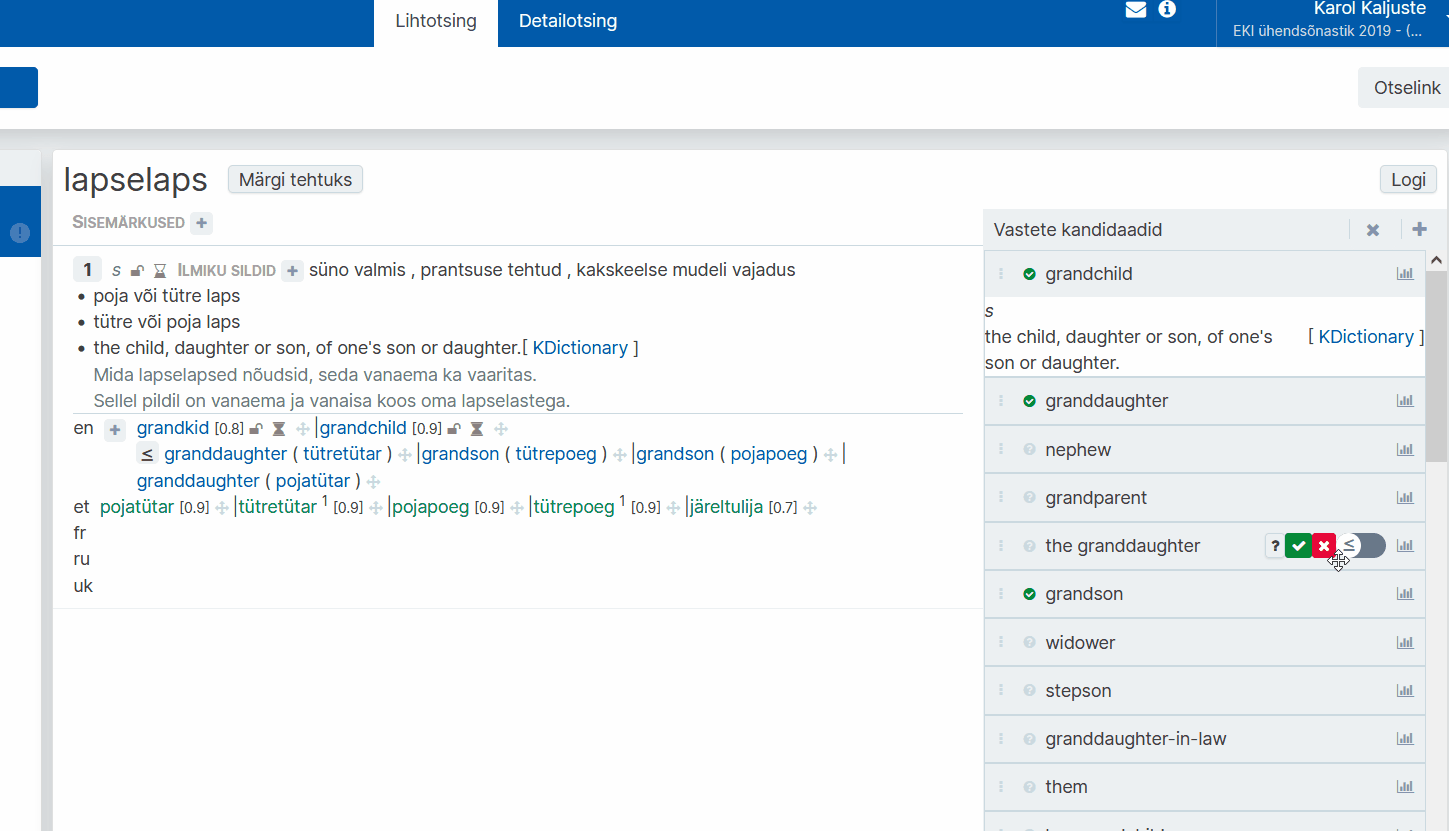 Lihtotsing Detailotsing Karol Kaljuste
EKI ühendsõnastik 2019 - (...
Otselink
lapselaps Märgi tehtuks Logi
SISEMÄRKUSED +
1 s ILMIKU SILDID + süno valmis , prantsuse tehtud , kakskeelse mudeli vajadus
• poja või tütre laps
• tütre või poja laps
• the child, daughter or son, of one's son or daughter.[ KDictionary ]
Mida lapselapsed nõudsid, seda vanaema ka vaaritas.
Sellel pildil on vanaema ja vanaisa koos oma lapselastega.
en + grandkid [0.8] |grandchild [0.9]
≤ granddaughter ( tütretütar ) |grandson ( tütrepoeg ) |grandson ( pojapoeg ) |
granddaughter ( pojatütar )
et pojatütar [0.9] |tütretütar 1 [0.9] |pojapoeg [0.9] |tütrepoeg 1 [0.9] |järeltulija [0.7]
fr
ru
uk
Vastete kandidaadid × +
grandchild
s
the child, daughter or son, of one's [ KDictionary ]
son or daughter.
granddaughter
nephew
grandparent
the granddaughter ? ≤
grandson
widower
stepson
granddaughter-in-law
them